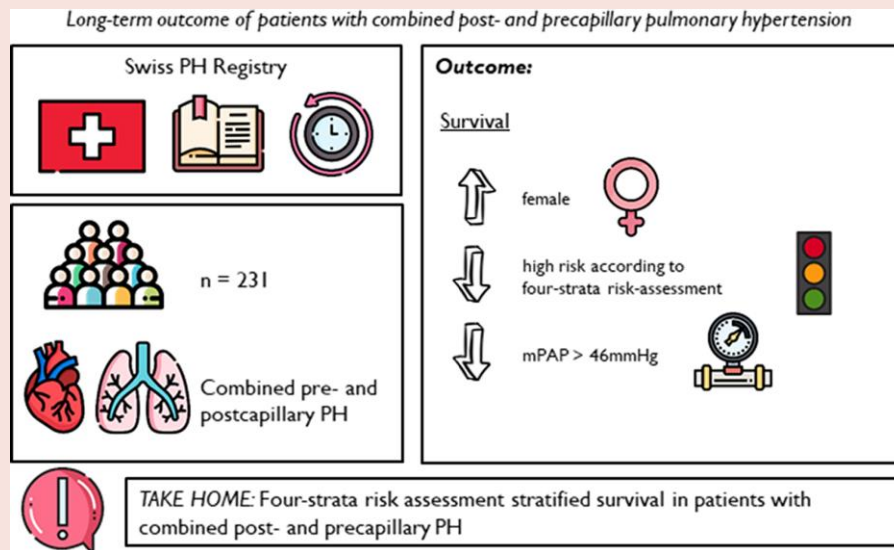 Long-term outcome of patients with combined post- and precapillary pulmonary hypertension
Swiss PH Registry
n = 231
Combined pre- and
postcapillary PH
Outcome:
Survival
female
high risk according to
four-strata risk-assessment
mPAP > 46mmHg
TAKE HOME: Four-strata risk assessment stratified survival in patients with
combined post- and precapillary PH